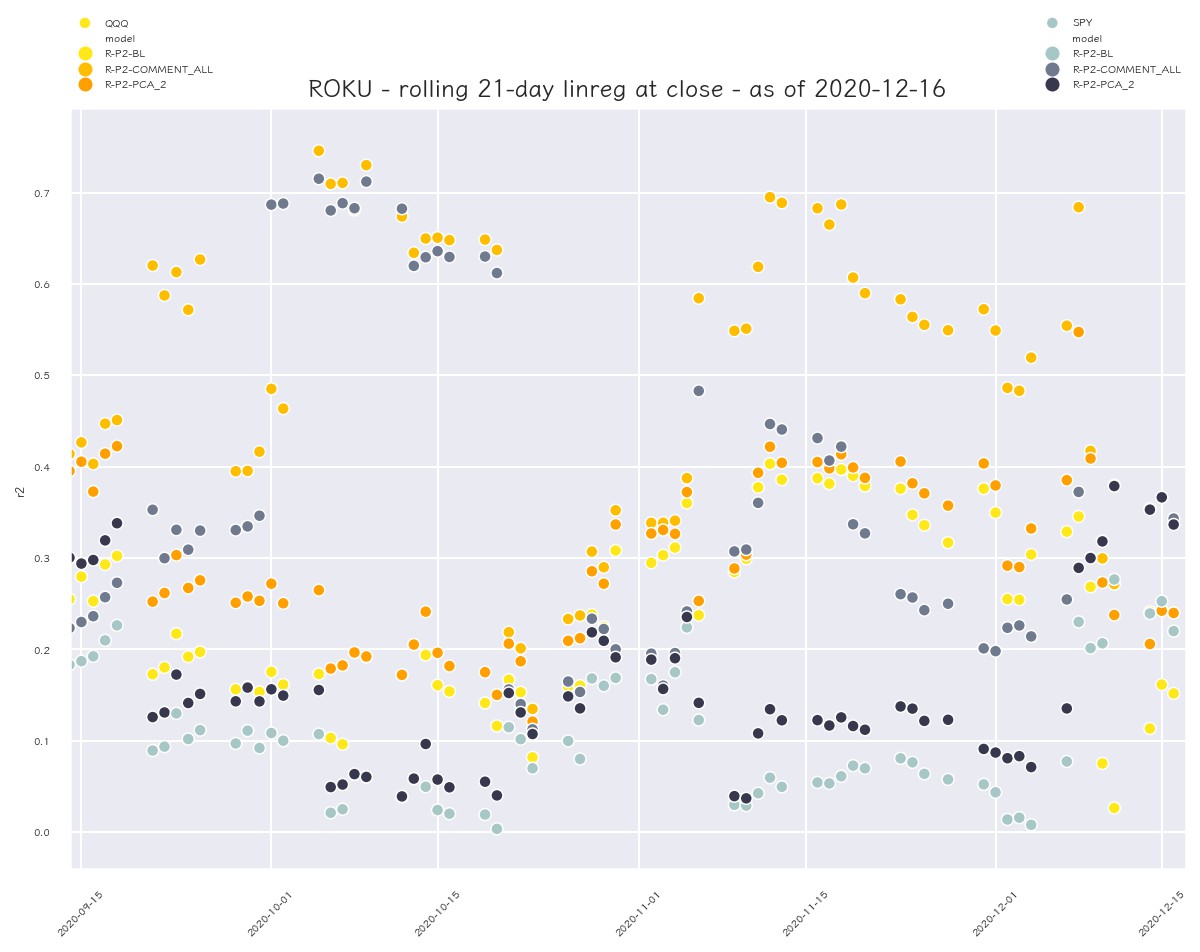 QQQ
model
R-P2-BL
R-P2-COMMENT_ALL
R-P2-PCA_2
SPY
model
R-P2-BL
R-P2-COMMENT_ALL
R-P2-PCA_2
ROKU - rolling 21-day linreg at close - as of 2020-12-16
r2
0.7
0.6
0.5
0.4
0.3
0.2
0.1
0.0
2020-09-15
2020-10-01
2020-10-15
2020-11-01
2020-11-15
2020-12-01
2020-12-15